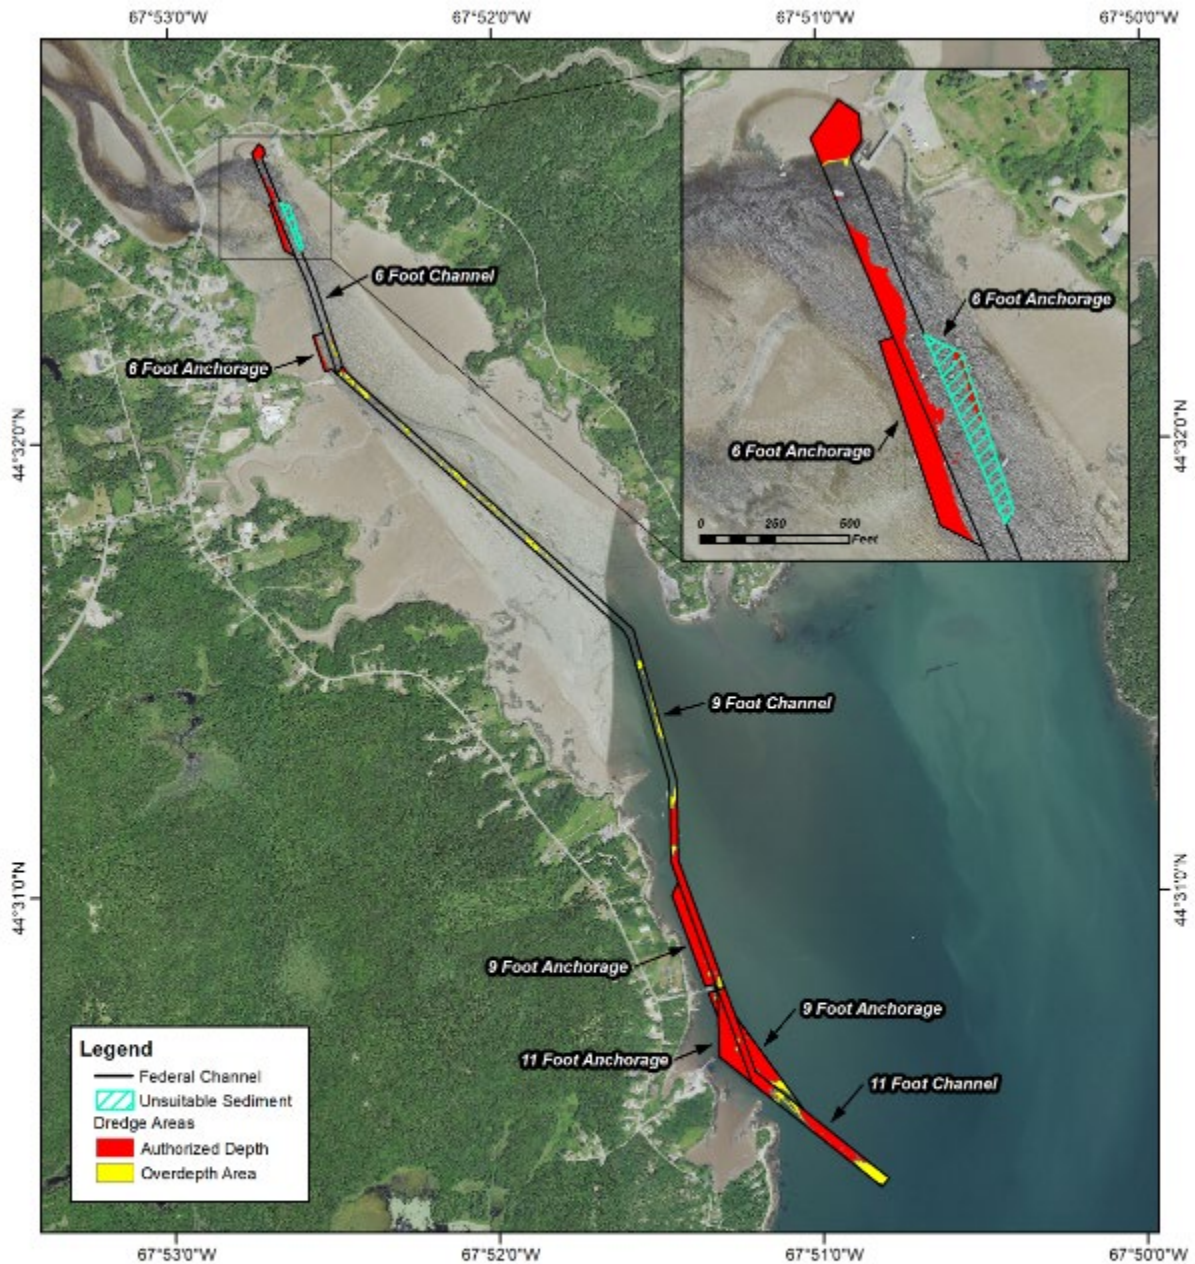 67°53'0"W
67°52'0"W
67°51'0"W
67°50'0"W
6 Foot Channel
6 Foot Anchorage
6 Foot Anchorage
6 Foot Anchorage
0 250 500
Feet
44°32'0"N
44°32'0"N
9 Foot Channel
44°31'0"N
44°31'0"N
9 Foot Anchorage
9 Foot Anchorage
11 Foot Anchorage
11 Foot Channel
Legend
Federal Channel
Unsuitable Sediment
Dredge Areas
Authorized Depth
Overdepth Area
67°53'0"W
67°52'0"W
67°51'0"W
67°50'0"W